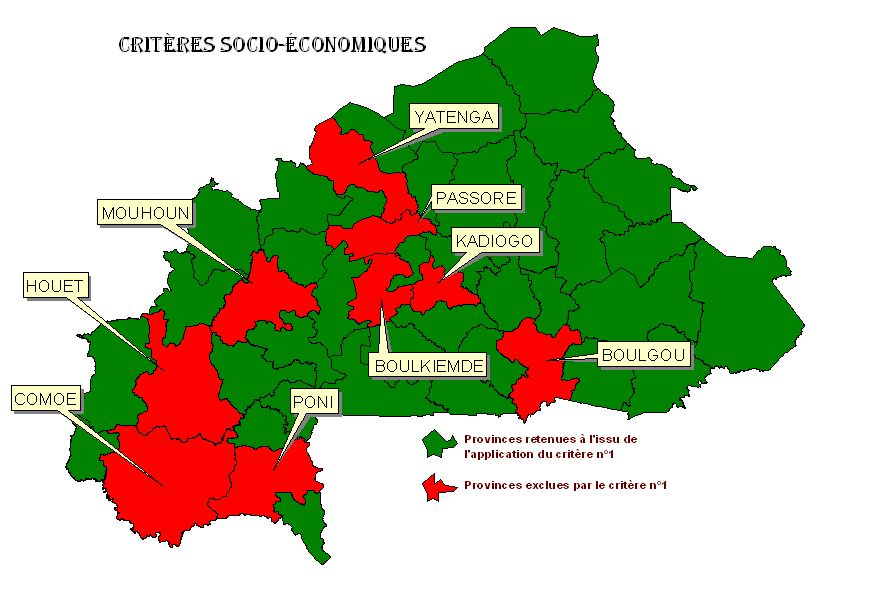 CRITÈRES SOCIO-ÉCONOMIQUES
YATENGA
PASSORE
MOUHOUN
KADIOGO
HOUET
BOULGOU
BOULKIEMDE
COMOE
PONI
Provinces retenues à l'issu de
l'application du critère n°1
Provinces exclues par le critère n°1